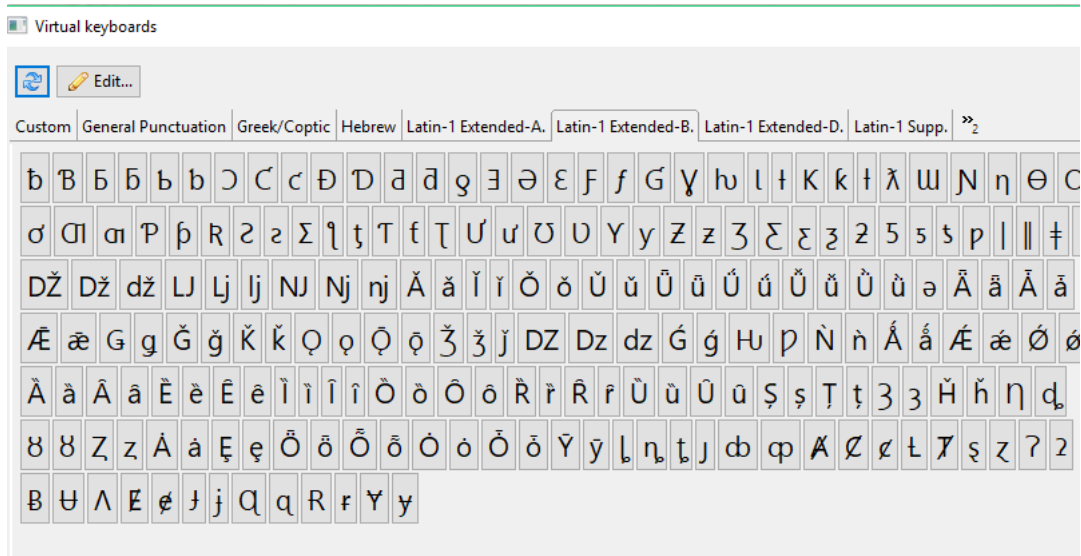 Virtual keyboards
Edit...
Custom General Punctuation Greek/Coptic Hebrew Latin-1 Extended-A. Latin-1 Extended-B. Latin-1 Extended-D. Latin-1 Supp. »2
ƀ Ɓ Ƃ ƃ Ƅ ƅ Ɔ Ƈ ƈ Ɖ Ɗ Ƌ ƌ ƍ Ǝ Ə Ɛ Ƒ ƒ Ɠ Ɣ ƕ Ɩ Ɨ Ƙ ƙ ƚ ƛ Ɯ Ɲ ƞ Ɵ
ơ Ƣ ƣ Ƥ ƥ Ʀ Ƨ ƨ Ʃ ƪ ƫ Ƭ ƭ Ʈ Ư ư Ʊ Ʋ Ƴ ƴ Ƶ ƶ Ʒ Ƹ ƹ ƺ ƻ Ƽ ƽ ƾ ƿ ǀ ǁ ǂ
DŽ Dž dž LJ Lj lj NJ Nj nj Ǎ ǎ Ǐ ǐ Ǒ ǒ Ǔ ǔ Ǖ ǖ Ǘ ǘ Ǚ ǚ Ǜ ǜ ǝ Ǟ ǟ Ǡ ǡ
Ǣ ǣ Ǥ ǥ Ǧ ǧ Ǩ ǩ Ǫ ǫ Ǭ ǭ Ǯ ǯ ǰ DZ Dz dz Ǵ ǵ Ƕ Ƿ Ǹ ǹ Ǻ ǻ Ǽ ǽ Ǿ ǿ
Ȁ ȁ Ȃ ȃ Ȅ ȅ Ȇ ȇ Ȉ ȉ Ȋ ȋ Ȍ ȍ Ȏ ȏ Ȑ ȑ Ȓ ȓ Ȕ ȕ Ȗ ȗ Ș ș Ț ț Ȝ ȝ Ȟ ȟ Ƞ ȡ
Ȣ ȣ Ȥ ȥ Ȧ ȧ Ȩ ȩ Ȫ ȫ Ȭ ȭ Ȯ ȯ Ȱ ȱ Ȳ ȳ ȴ ȵ ȶ ȷ ȸ ȹ Ⱥ Ȼ ȼ Ƚ Ⱦ ȿ ɀ Ɂ ɂ
Ƀ Ʉ Ʌ Ɇ ɇ Ɉ ɉ Ɋ ɋ Ɍ ɍ Ɏ ɏ